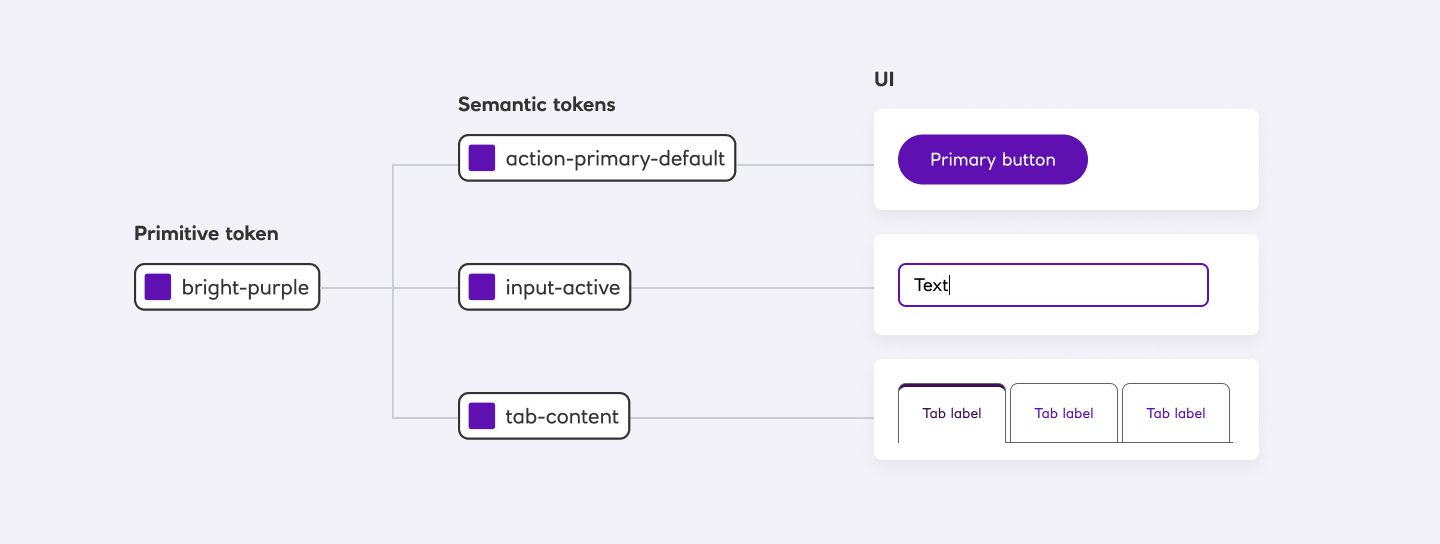 Primitive token
bright-purple
Semantic tokens
action-primary-default
input-active
tab-content
UI
Primary button
Text
Tab label
Tab label
Tab label